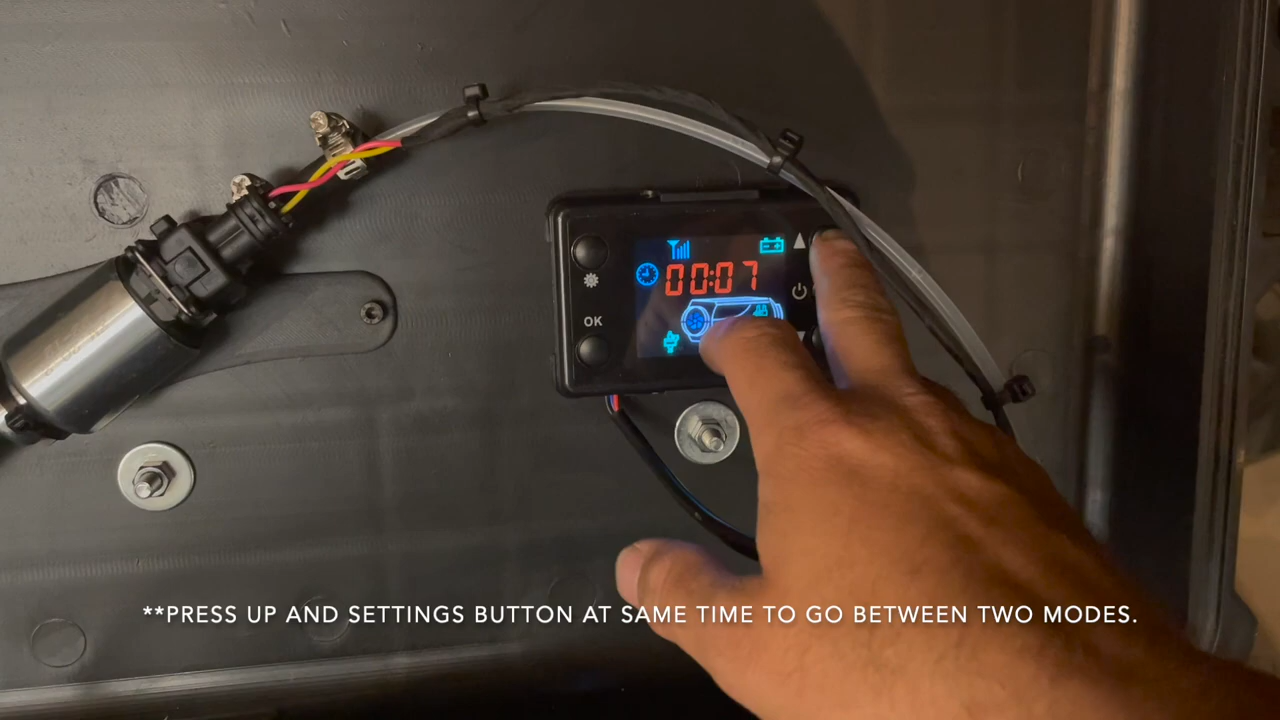 00:07
OK
**PRESS UP AND SETTINGS BUTTON AT SAME TIME TO GO BETWEEN TWO MODES.